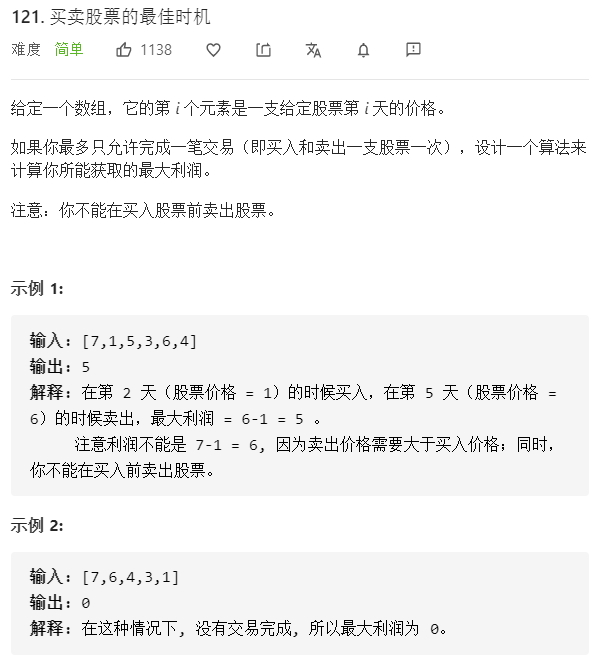 121. 买卖股票的最佳时机
难度 简单 1138
给定一个数组，它的第 i 个元素是一支给定股票第 i 天的价格。
如果你最多只允许完成一笔交易（即买入和卖出一支股票一次），设计一个算法来
计算你所能获取的最大利润。
注意：你不能在买入股票前卖出股票。
示例 1:
输入: [7,1,5,3,6,4]
输出: 5
解释: 在第 2 天（股票价格 = 1）的时候买入，在第 5 天（股票价格 =
6）的时候卖出，最大利润 = 6-1 = 5 。
注意利润不能是 7-1 = 6, 因为卖出价格需要大于买入价格；同时，
你不能在买入前卖出股票。
示例 2:
输入: [7,6,4,3,1]
输出: 0
解释: 在这种情况下, 没有交易完成, 所以最大利润为 0。